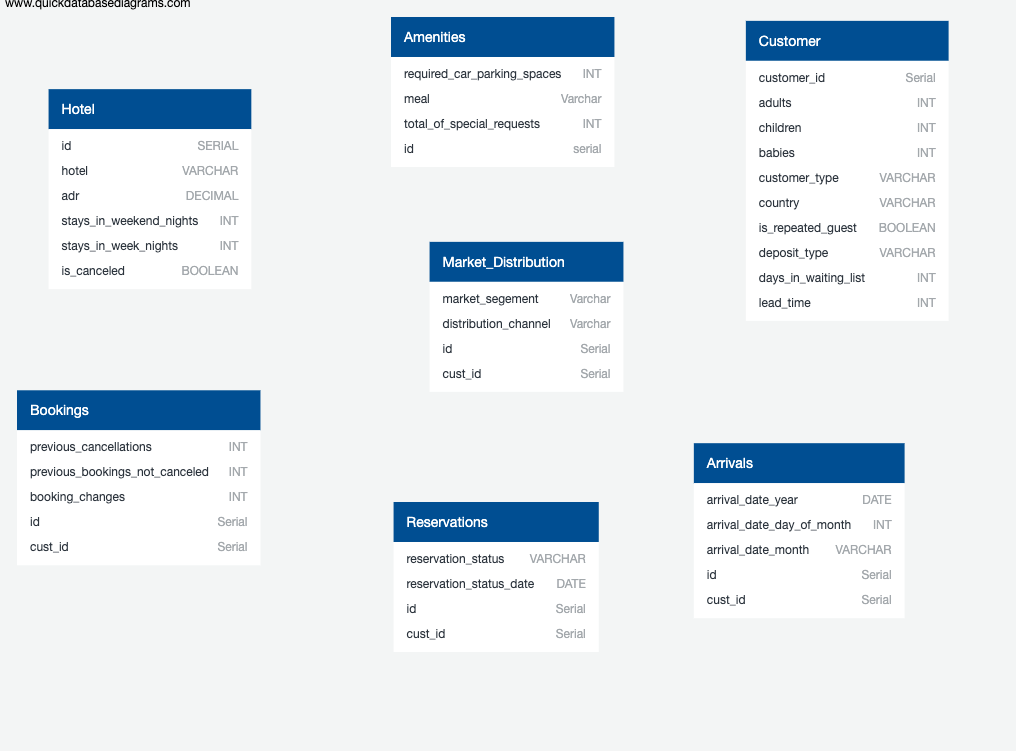 www.quickdatabasediagrams.com
Amenities
required_car_parking_spaces INT
meal Varchar
total_of_special_requests INT
id serial
Customer
customer_id Serial
adults INT
children INT
babies INT
customer_type VARCHAR
country VARCHAR
is_repeated_guest BOOLEAN
deposit_type VARCHAR
days_in_waiting_list INT
lead_time INT
Hotel
id SERIAL
hotel VARCHAR
adr DECIMAL
stays_in_weekend_nights INT
stays_in_week_nights INT
is_canceled BOOLEAN
Market_Distribution
market_segement Varchar
distribution_channel Varchar
id Serial
cust_id Serial
Bookings
previous_cancellations INT
previous_bookings_not_canceled INT
booking_changes INT
id Serial
cust_id Serial
Reservations
reservation_status VARCHAR
reservation_status_date DATE
id Serial
cust_id Serial
Arrivals
arrival_date_year DATE
arrival_date_day_of_month INT
arrival_date_month VARCHAR
id Serial
cust_id Serial